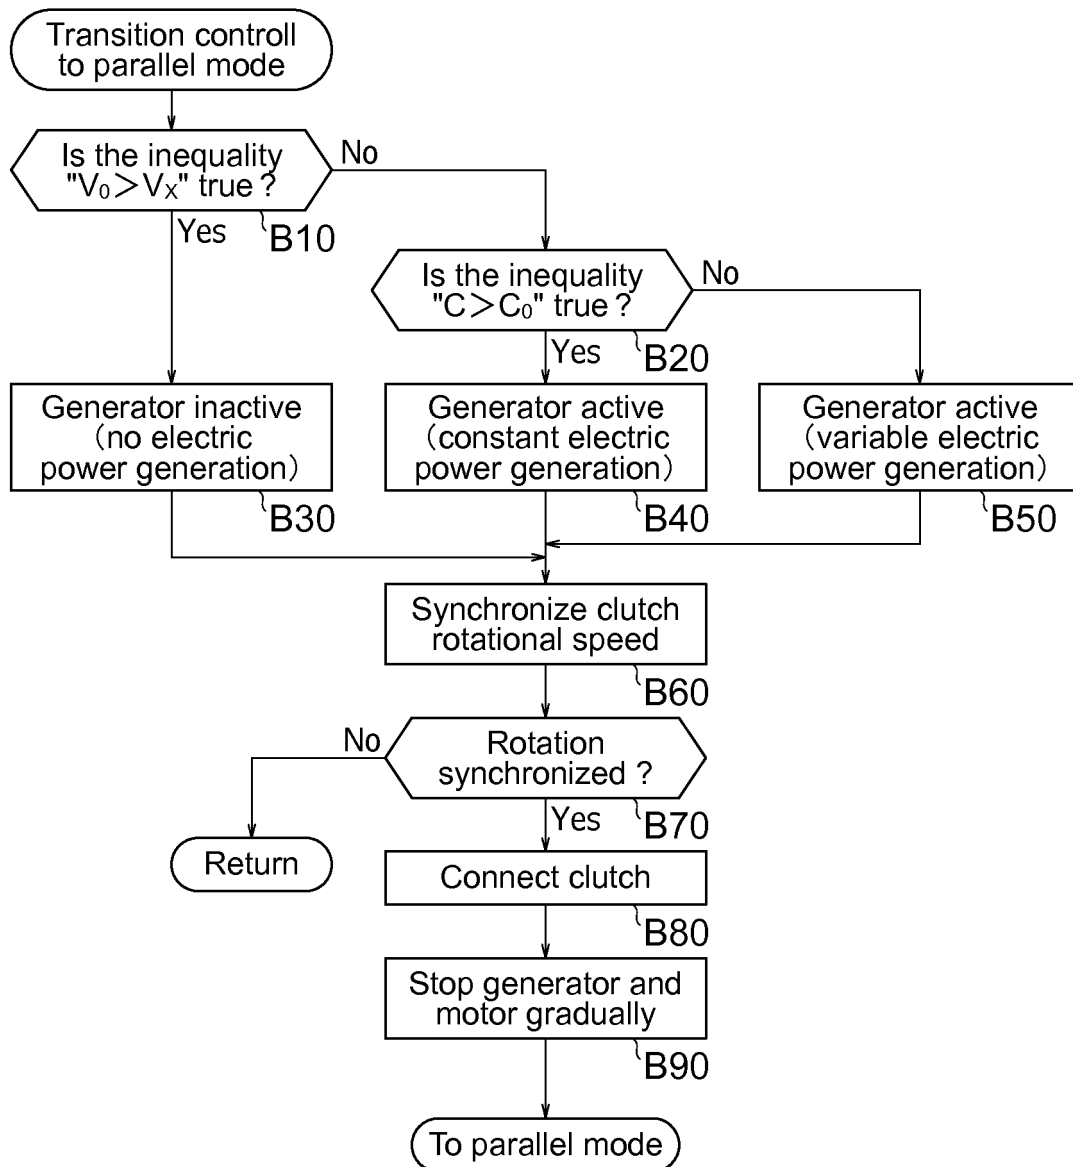 Transition controll
to parallel mode
Is the inequality
"V₀＞Vₓ" true ?
No
Yes
B10
Is the inequality
"C＞C₀" true ?
No
Yes
B20
Generator inactive
(no electric
power generation)
B30
Generator active
(constant electric
power generation)
B40
Generator active
(variable electric
power generation)
B50
Synchronize clutch
rotational speed
B60
Rotation
synchronized ?
No
Yes
B70
Return
Connect clutch
B80
Stop generator and
motor gradually
B90
To parallel mode